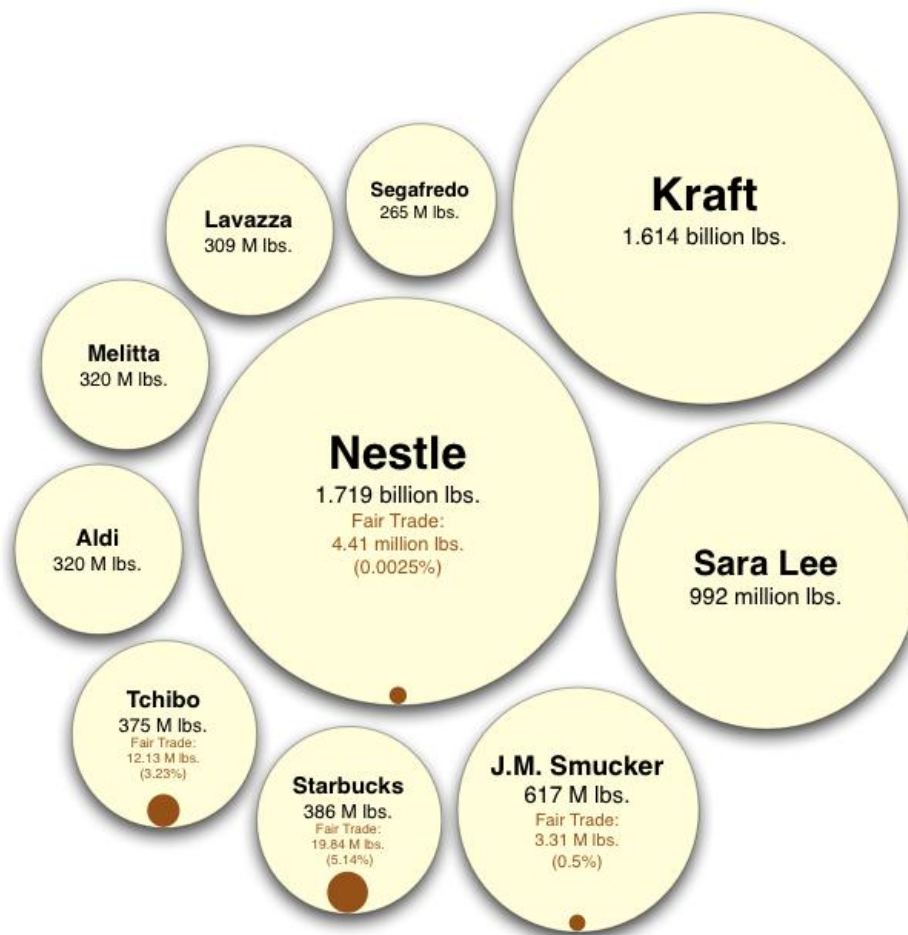 Kraft
1.614 billion lbs.
Segafredo
265 M lbs.
Lavazza
309 M lbs.
Melitta
320 M lbs.
Nestle
1.719 billion lbs.
Fair Trade:
4.41 million lbs.
(0.0025%)
Aldi
320 M lbs.
Sara Lee
992 million lbs.
Tchibo
375 M lbs.
Fair Trade:
12.13 M lbs.
(3.23%)
Starbucks
386 M lbs.
Fair Trade:
19.84 M lbs.
(5.14%)
J.M. Smucker
617 M lbs.
Fair Trade:
3.31 M lbs.
(0.5%)